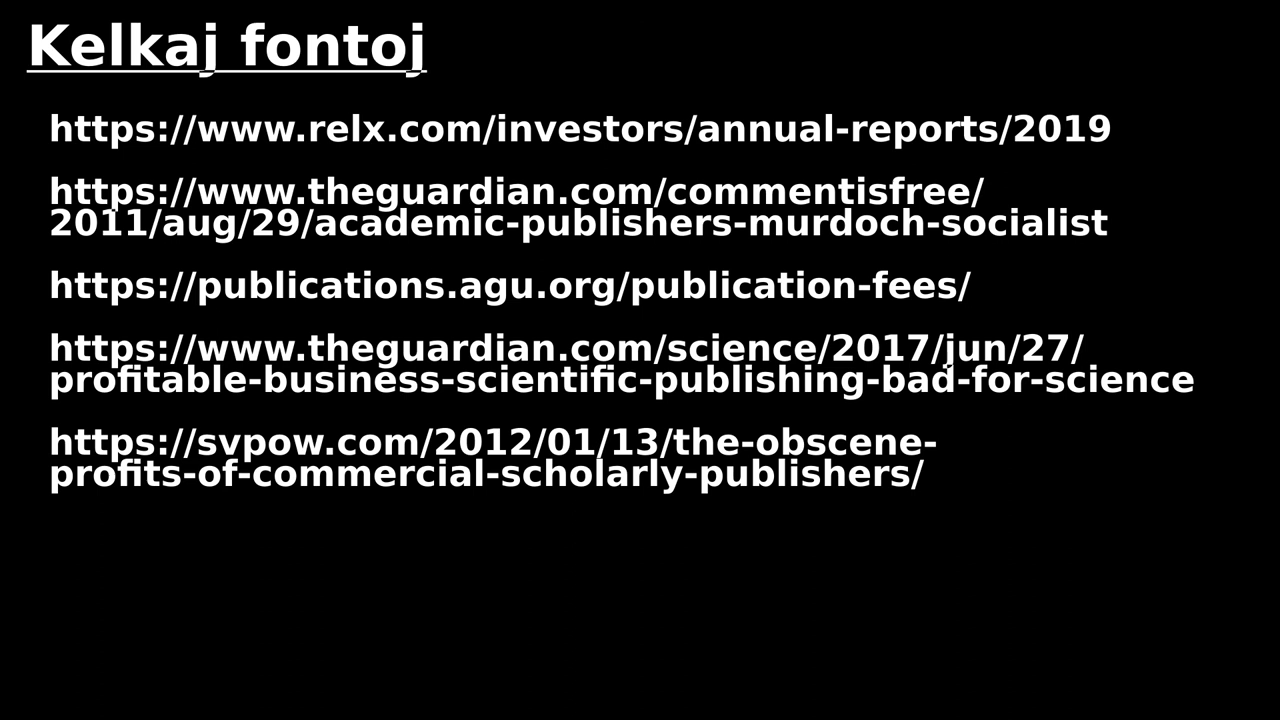 Kelkaj fontoj
https://www.relx.com/investors/annual-reports/2019
https://www.theguardian.com/commentisfree/
2011/aug/29/academic-publishers-murdoch-socialist
https://publications.agu.org/publication-fees/
https://www.theguardian.com/science/2017/jun/27/
profitable-business-scientific-publishing-bad-for-science
https://svpow.com/2012/01/13/the-obscene-
profits-of-commercial-scholarly-publishers/